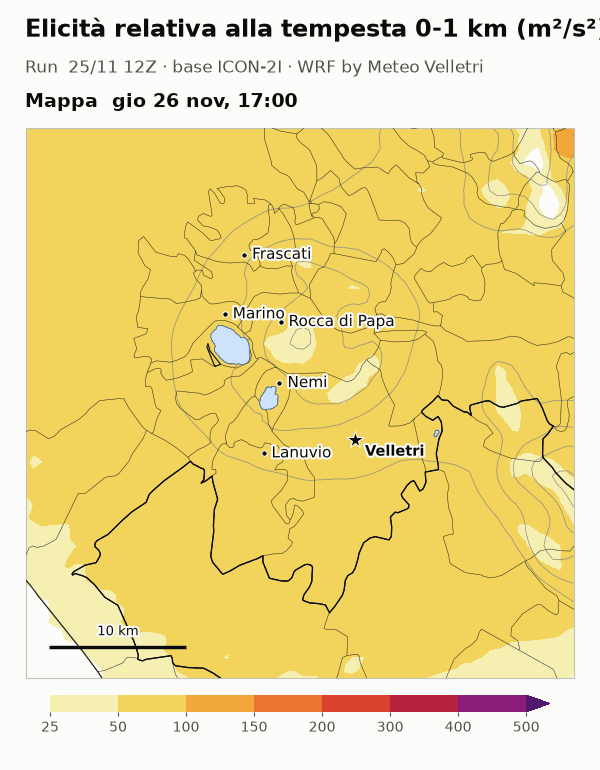 Elicità relativa alla tempesta 0-1 km (m²/s²)
Run 25/11 12Z · base ICON-2I · WRF by Meteo Velletri
Mappa gio 26 nov, 17:00
Frascati
Marino
Rocca di Papa
Nemi
Velletri
Lanuvio
10 km
25 50 100 150 200 300 400 500